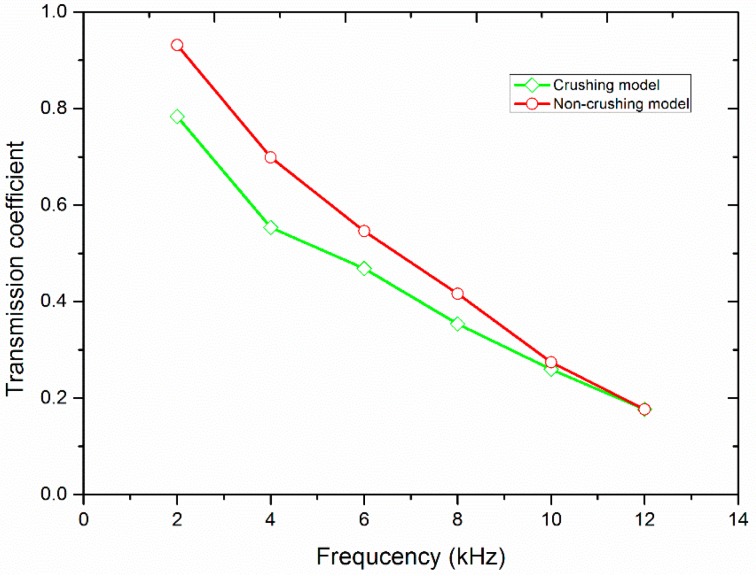 1.0
0.8
0.6
0.4
0.2
0.0
Transmission coefficient
Crushing model
Non-crushing model
0 2 4 6 8 10 12 14
Frequcency (kHz)